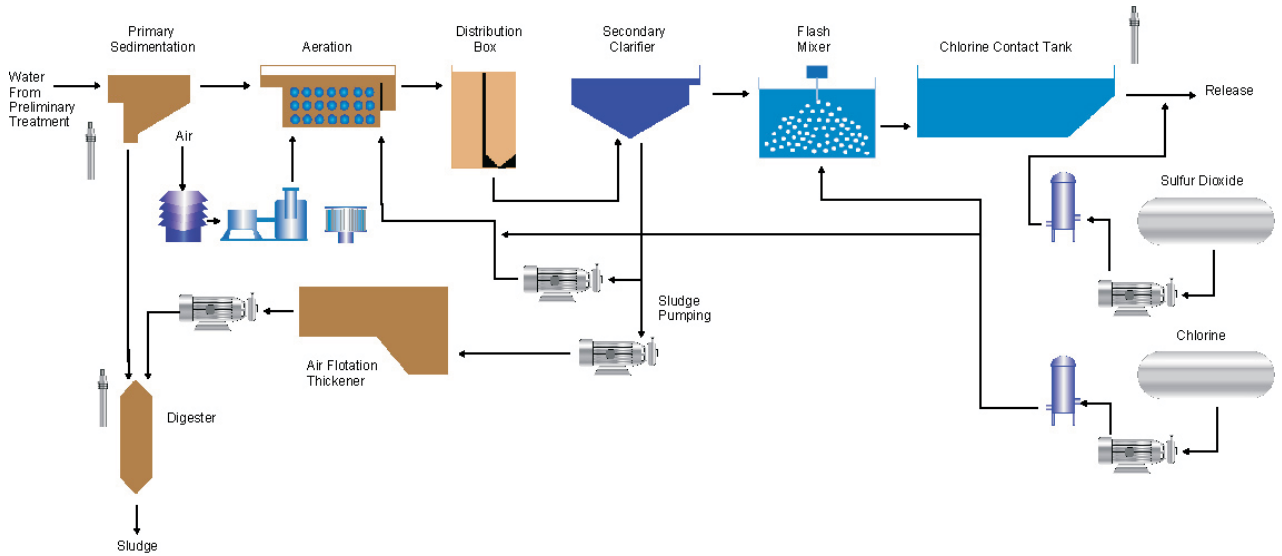 Primary
Sedimentation
Aeration
Distribution
Box
Secondary
Clarifier
Flash
Mixer
Chlorine Contact Tank
Water
From
Preliminary
Treatment
Release
Air
Sulfur Dioxide
Sludge
Pumping
Air Flotation
Thickener
Chlorine
Digester
Sludge